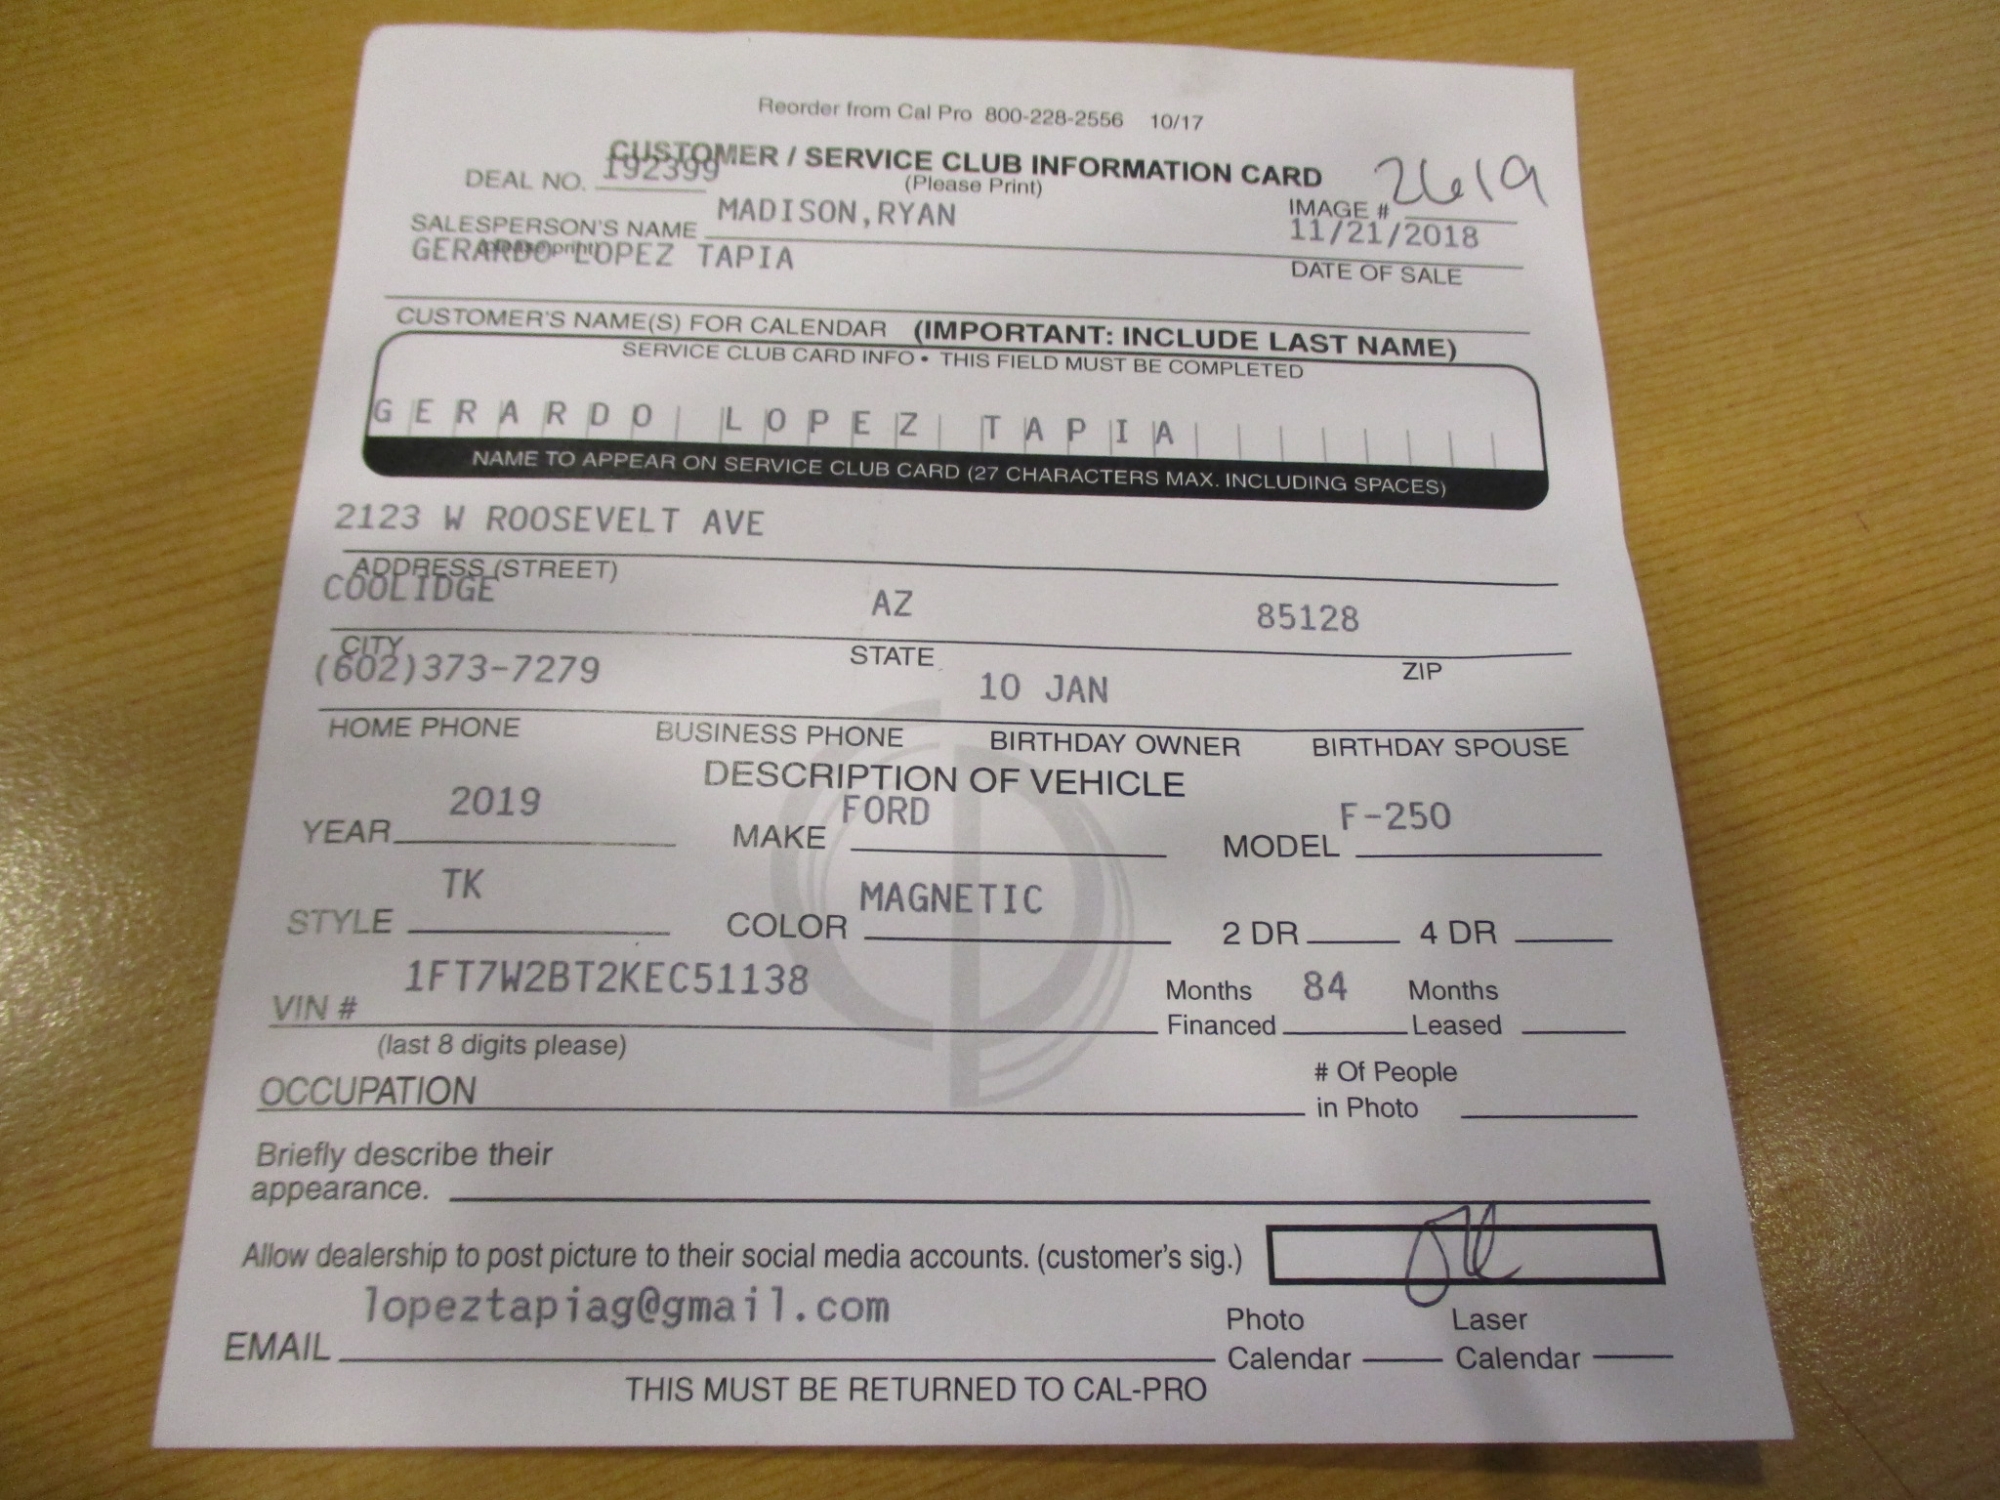 Reorder from Cal Pro 800-228-2556 10/17
CUSTOMER / SERVICE CLUB INFORMATION CARD
(Please Print)
DEAL NO. 192399
IMAGE # 2619
SALESPERSON'S NAME MADISON,RYAN
(please print)
11/21/2018
GERARDO LOPEZ TAPIA
DATE OF SALE
CUSTOMER'S NAME(S) FOR CALENDAR (IMPORTANT: INCLUDE LAST NAME)
SERVICE CLUB CARD INFO • THIS FIELD MUST BE COMPLETED
GERARDO LOPEZ TAPIA
NAME TO APPEAR ON SERVICE CLUB CARD (27 CHARACTERS MAX. INCLUDING SPACES)
2123 W ROOSEVELT AVE
ADDRESS (STREET)
COOLIDGE AZ 85128
CITY STATE ZIP
(602)373-7279 10 JAN
HOME PHONE BUSINESS PHONE BIRTHDAY OWNER BIRTHDAY SPOUSE
DESCRIPTION OF VEHICLE
YEAR 2019 MAKE FORD MODEL F-250
STYLE TK COLOR MAGNETIC 2 DR 4 DR
VIN # 1FT7W2BT2KEC51138 Months Financed 84 Months Leased
(last 8 digits please)
OCCUPATION # Of People in Photo
Briefly describe their
appearance.
Allow dealership to post picture to their social media accounts. (customer's sig.)
EMAIL lopeztapiag@gmail.com Photo Calendar Laser Calendar
THIS MUST BE RETURNED TO CAL-PRO